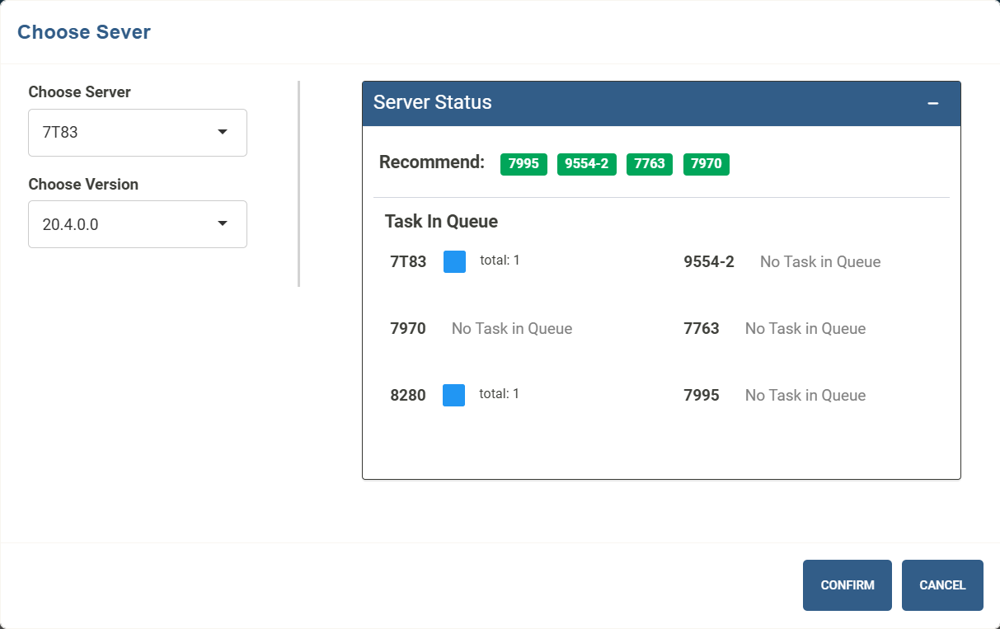 Choose Sever
Choose Server
7T83
Choose Version
20.4.0.0
Server Status
Recommend: 7995 9554-2 7763 7970
Task In Queue
7T83 total: 1 9554-2 No Task in Queue
7970 No Task in Queue 7763 No Task in Queue
8280 total: 1 7995 No Task in Queue
CONFIRM CANCEL